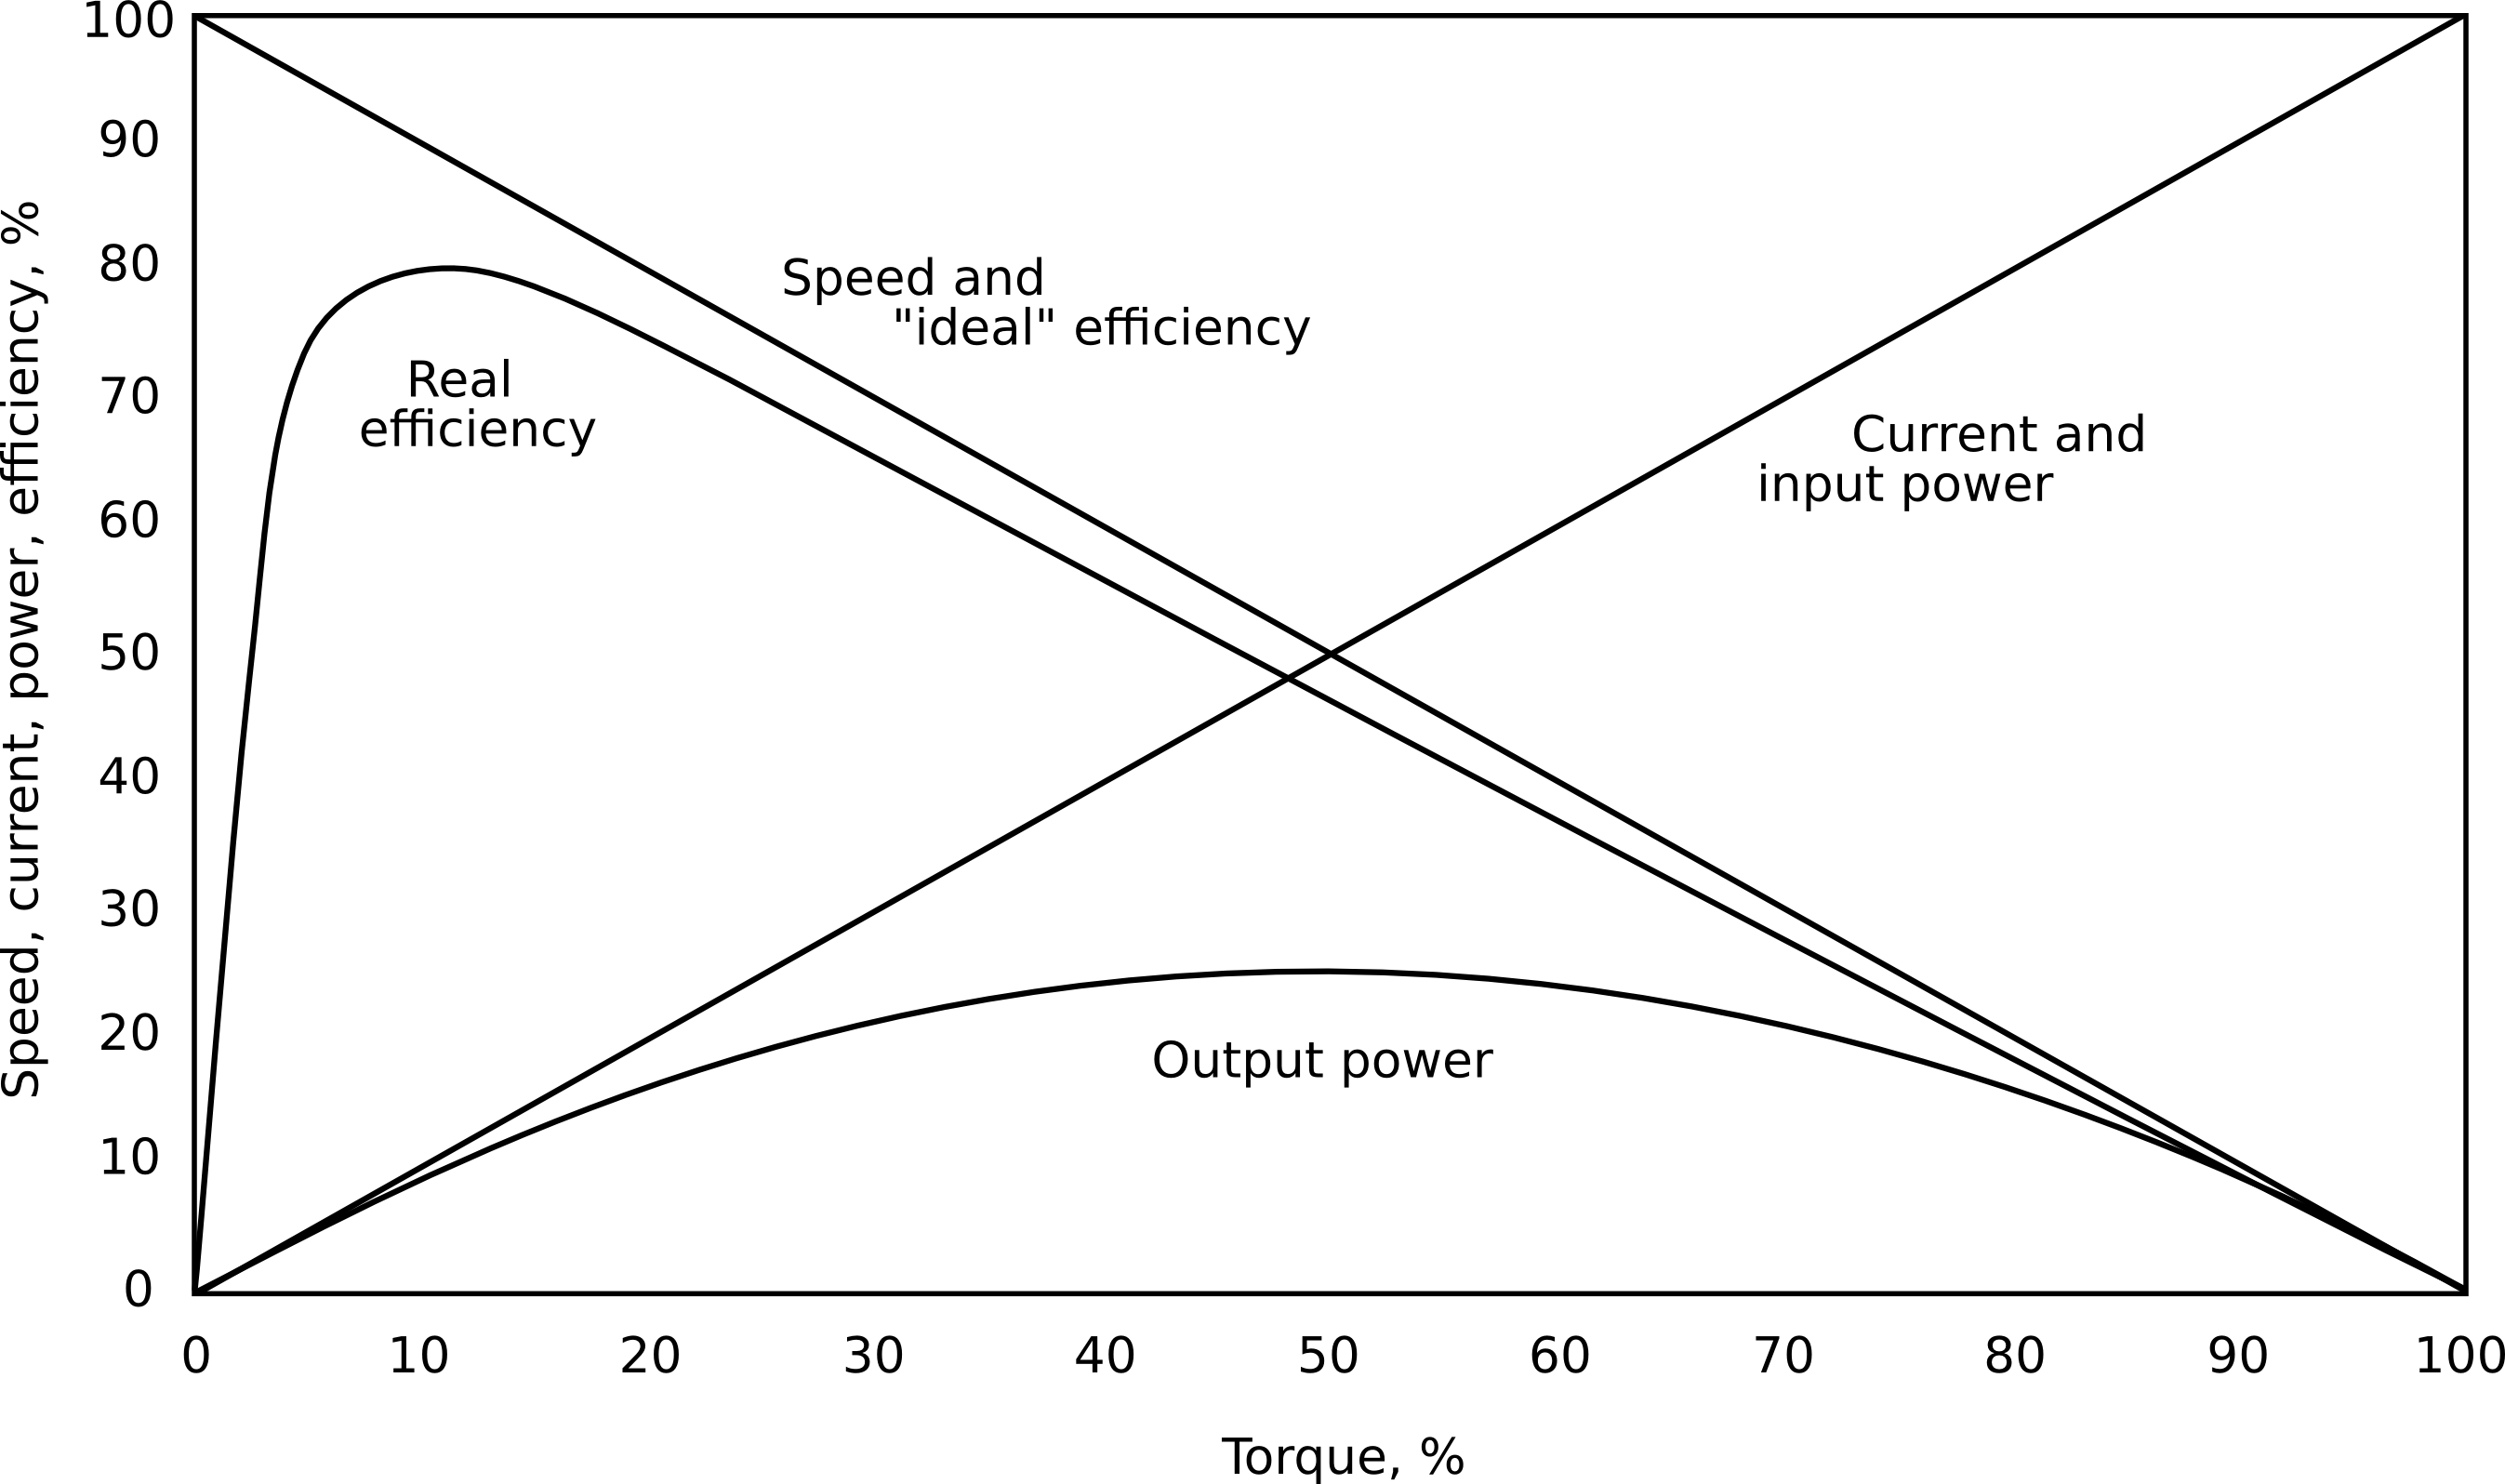 100
90
80
70
60
50
40
30
20
10
0
Speed, current, power, efficiency, %
Speed and
"ideal" efficiency
Real
efficiency
Current and
input power
Output power
0 10 20 30 40 50 60 70 80 90 100
Torque, %